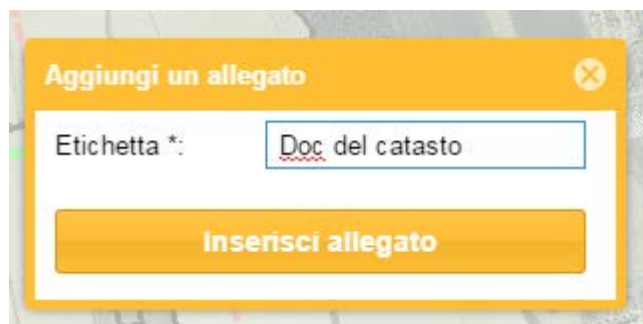 Aggiungi un allegato
Etichetta *: Doc del catasto
Inserisci allegato